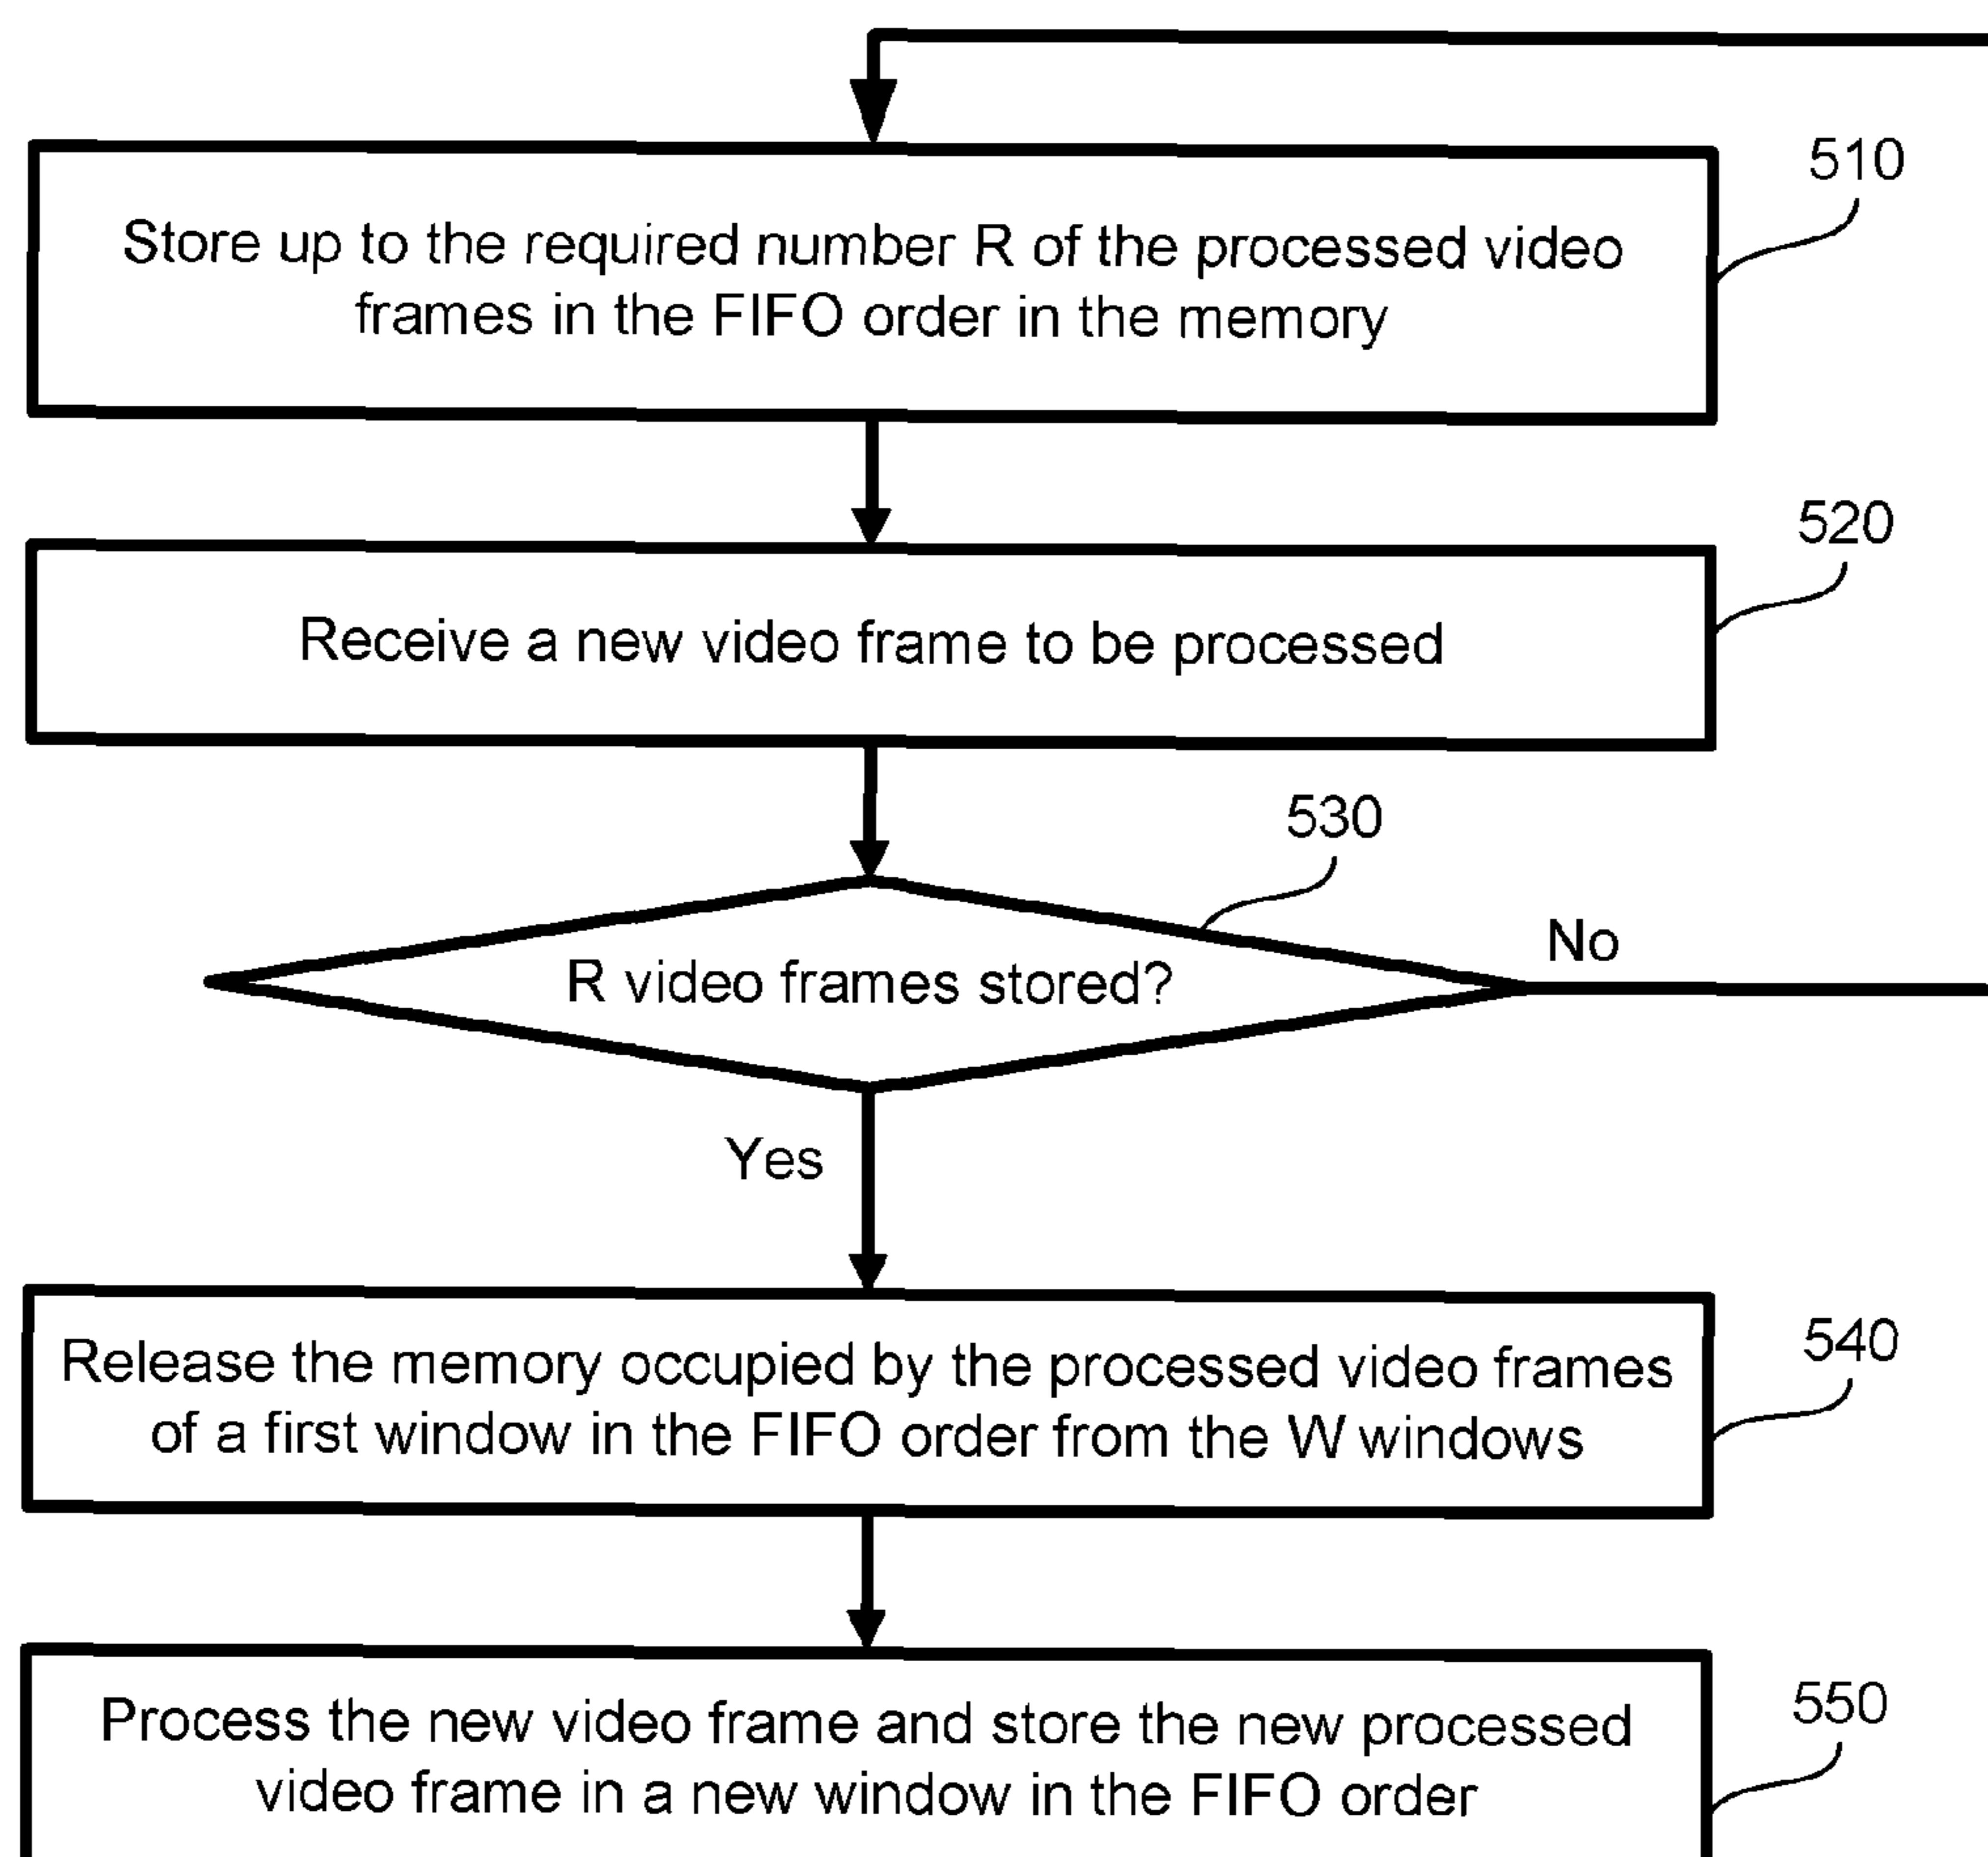 510
Store up to the required number R of the processed video
frames in the FIFO order in the memory
520
Receive a new video frame to be processed
530
R video frames stored?
No
Yes
540
Release the memory occupied by the processed video frames
of a first window in the FIFO order from the W windows
550
Process the new video frame and store the new processed
video frame in a new window in the FIFO order